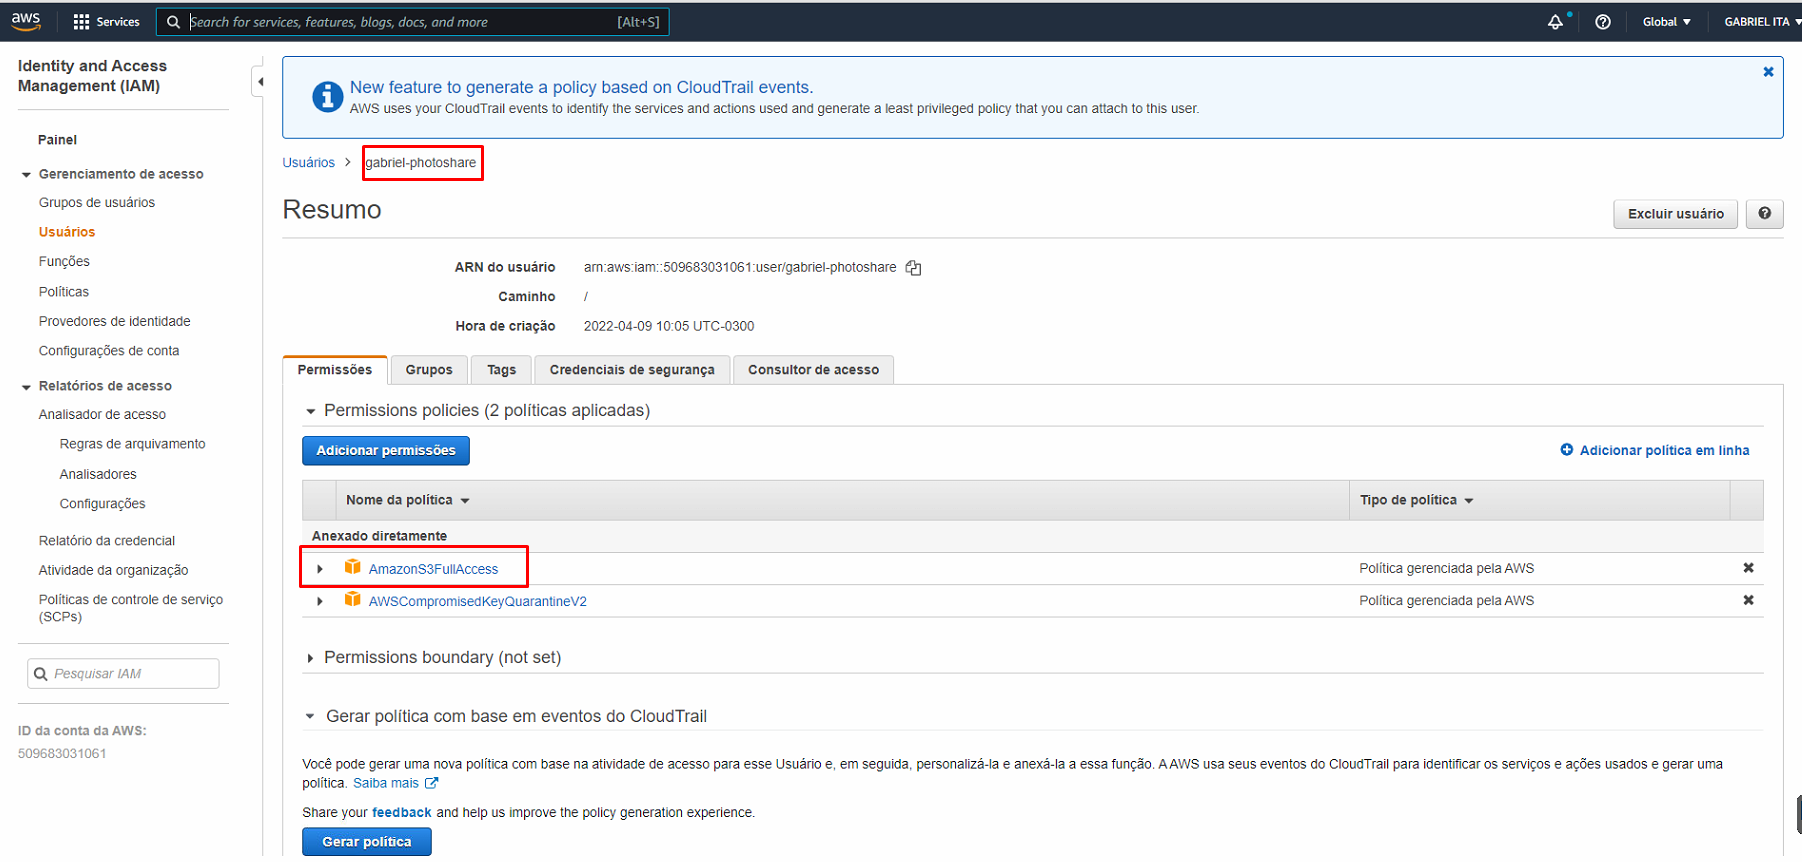 aws
Services
Search for services, features, blogs, docs, and more
[Alt+S]
Global
GABRIEL ITA
Identity and Access
Management (IAM)
Painel
Gerenciamento de acesso
Grupos de usuários
Usuários
Funções
Políticas
Provedores de identidade
Configurações de conta
Relatórios de acesso
Analisador de acesso
Regras de arquivamento
Analisadores
Configurações
Relatório da credencial
Atividade da organização
Políticas de controle de serviço
(SCPs)
Pesquisar IAM
ID da conta da AWS:
509683031061
New feature to generate a policy based on CloudTrail events.
AWS uses your CloudTrail events to identify the services and actions used and generate a least privileged policy that you can attach to this user.
Usuários > gabriel-photoshare
Resumo
Excluir usuário
ARN do usuário arn:aws:iam::509683031061:user/gabriel-photoshare
Caminho /
Hora de criação 2022-04-09 10:05 UTC-0300
Permissões Grupos Tags Credenciais de segurança Consultor de acesso
Permissions policies (2 políticas aplicadas)
Adicionar permissões
Adicionar política em linha
Nome da política Tipo de política
Anexado diretamente
AmazonS3FullAccess Política gerenciada pela AWS
AWSCompromisedKeyQuarantineV2 Política gerenciada pela AWS
Permissions boundary (not set)
Gerar política com base em eventos do CloudTrail
Você pode gerar uma nova política com base na atividade de acesso para esse Usuário e, em seguida, personalizá-la e anexá-la a essa função. A AWS usa seus eventos do CloudTrail para identificar os serviços e ações usados e gerar uma
política. Saiba mais
Share your feedback and help us improve the policy generation experience.
Gerar política